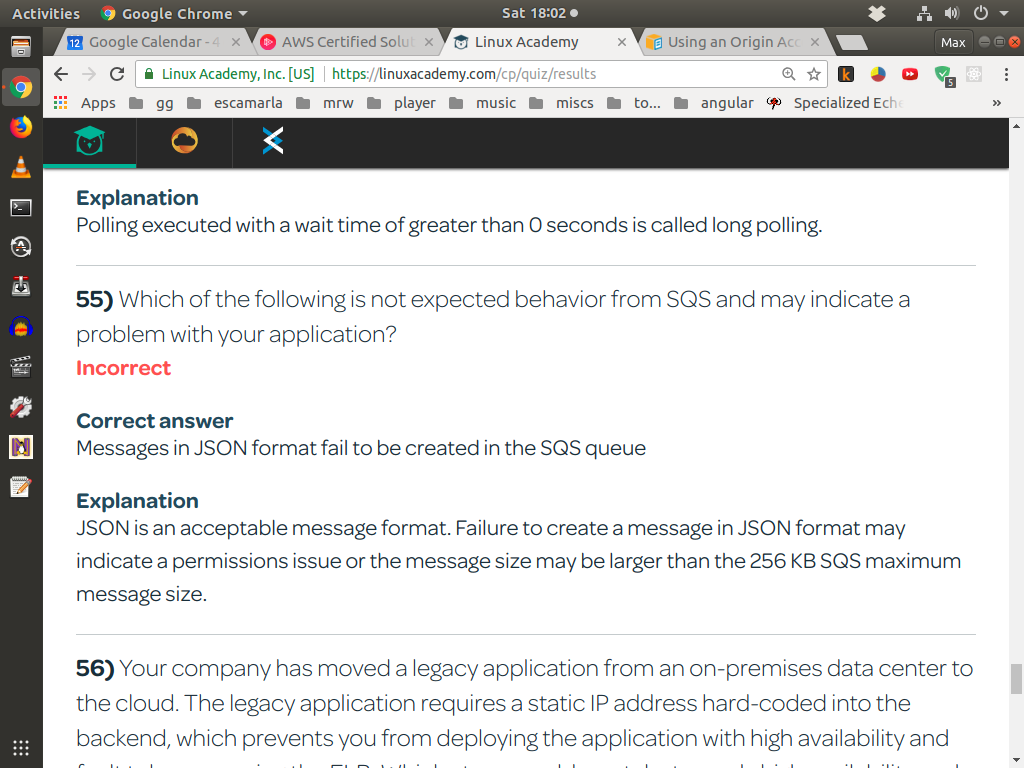 Activities Google Chrome Sat 18:02
Google Calendar - 4 AWS Certified Solut Linux Academy Using an Origin Acc Max
Linux Academy, Inc. [US] https://linuxacademy.com/cp/quiz/results 5
Apps gg escamarla mrw player music miscs to... angular Specialized Eche »
Explanation
Polling executed with a wait time of greater than 0 seconds is called long polling.
55) Which of the following is not expected behavior from SQS and may indicate a
problem with your application?
Incorrect
Correct answer
Messages in JSON format fail to be created in the SQS queue
Explanation
JSON is an acceptable message format. Failure to create a message in JSON format may
indicate a permissions issue or the message size may be larger than the 256 KB SQS maximum
message size.
56) Your company has moved a legacy application from an on-premises data center to
the cloud. The legacy application requires a static IP address hard-coded into the
backend, which prevents you from deploying the application with high availability and